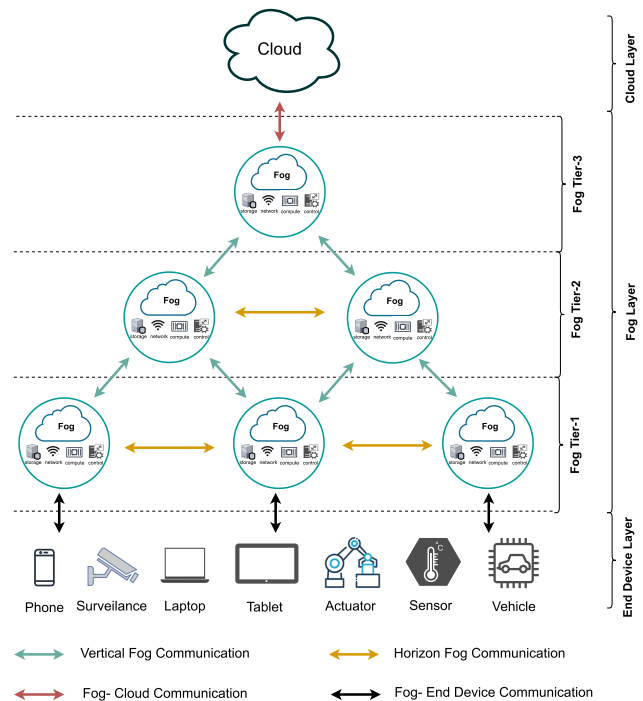 Cloud
Cloud Layer
Fog
storage network compute control
Fog Tier-3
Fog
storage network compute control
Fog
storage network compute control
Fog Tier-2
Fog Layer
Fog
storage network compute control
Fog
storage network compute control
Fog
storage network compute control
Fog Tier-1
°C
Phone Surveilance Laptop Tablet Actuator Sensor Vehicle
End Device Layer
Vertical Fog Communication
Horizon Fog Communication
Fog- Cloud Communication
Fog- End Device Communication